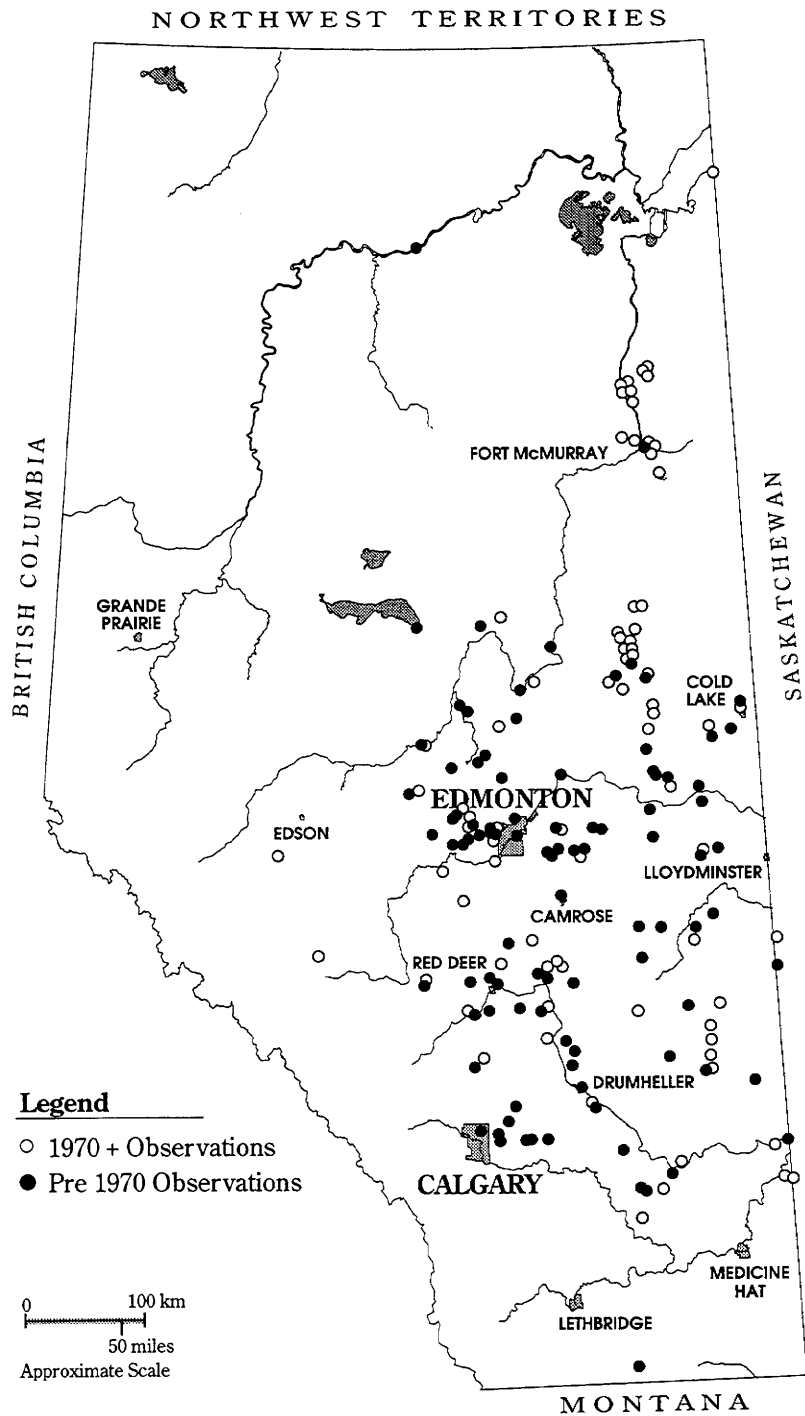 NORTHWEST TERRITORIES
BRITISH COLUMBIA
SASKATCHEWAN
FORT McMURRAY
GRANDE
PRAIRIE
COLD
LAKE
EDMONTON
EDSON
LLOYDMINSTER
CAMROSE
RED DEER
DRUMHELLER
Legend
1970 + Observations
Pre 1970 Observations
CALGARY
MEDICINE
HAT
LETHBRIDGE
0 100 km
50 miles
Approximate Scale
MONTANA